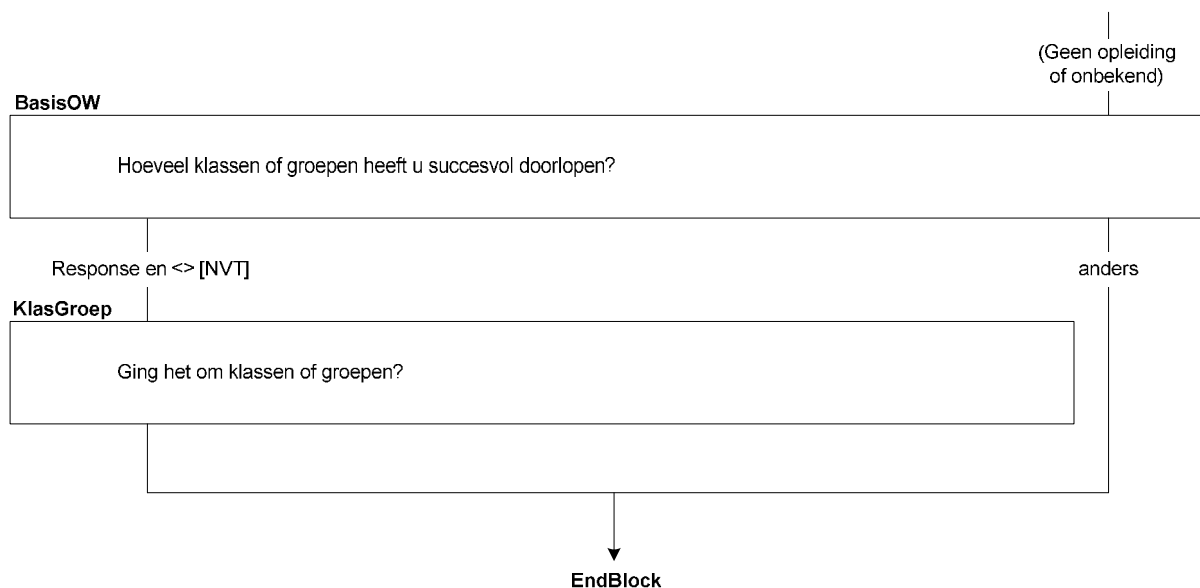 (Geen opleiding
of onbekend)
BasisOW
Hoeveel klassen of groepen heeft u succesvol doorlopen?
Response en <> [NVT]
anders
KlasGroep
Ging het om klassen of groepen?
EndBlock